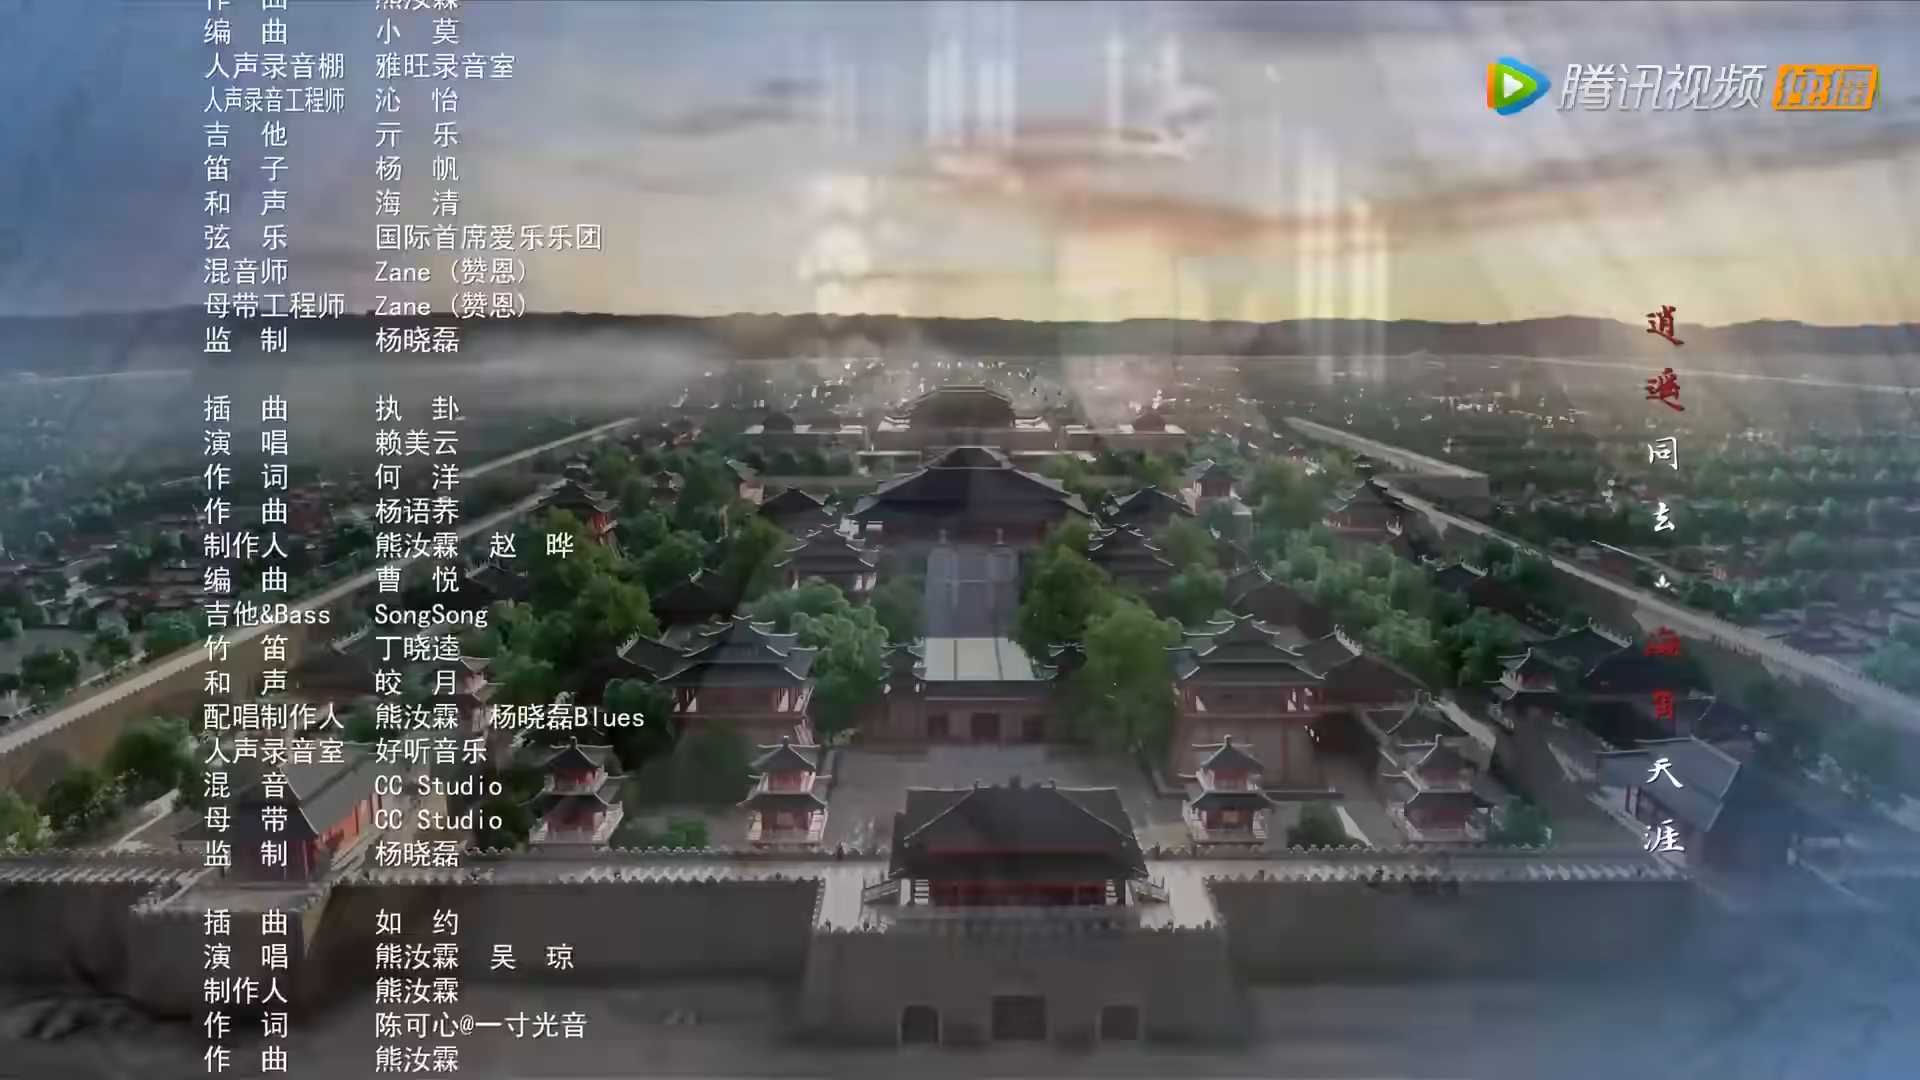 作 曲 熊汝霖
编 曲 小 莫
人声录音棚 雅旺录音室
人声录音工程师 沁 怡
吉 他 亓 乐
笛 子 杨 帆
和 声 海 清
弦 乐 国际首席爱乐乐团
混音师 Zane (赞恩)
母带工程师 Zane (赞恩)
监 制 杨晓磊
插 曲 执 卦
演 唱 赖美云
作 词 何 洋
作 曲 杨语荞
制作人 熊汝霖 赵 晔
编 曲 曹 悦
吉他&Bass SongSong
竹 笛 丁晓逵
和 声 皎 月
配唱制作人 熊汝霖 杨晓磊Blues
人声录音室 好听音乐
混 音 CC Studio
母 带 CC Studio
监 制 杨晓磊
插 曲 如 约
演 唱 熊汝霖 吴 琼
制作人 熊汝霖
作 词 陈可心@一寸光音
作 曲 熊汝霖
腾讯视频 独播
逍遥同去 海角天涯